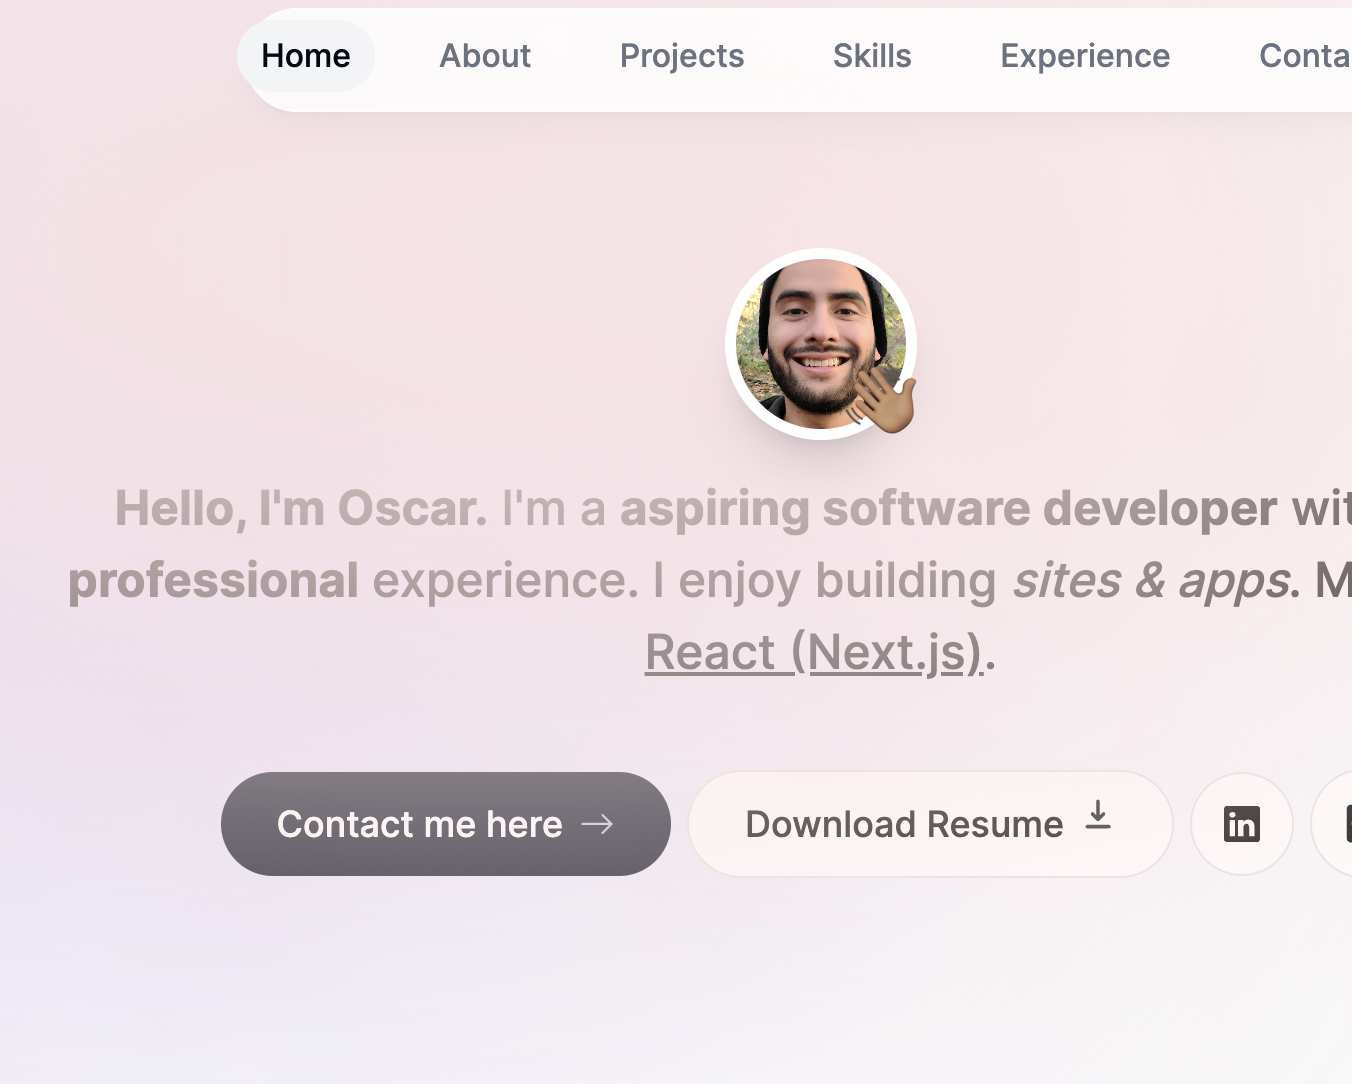 Home About Projects Skills Experience Conta
Hello, I'm Oscar. I'm a aspiring software developer wit
professional experience. I enjoy building sites & apps. M
React (Next.js).
Contact me here → Download Resume in